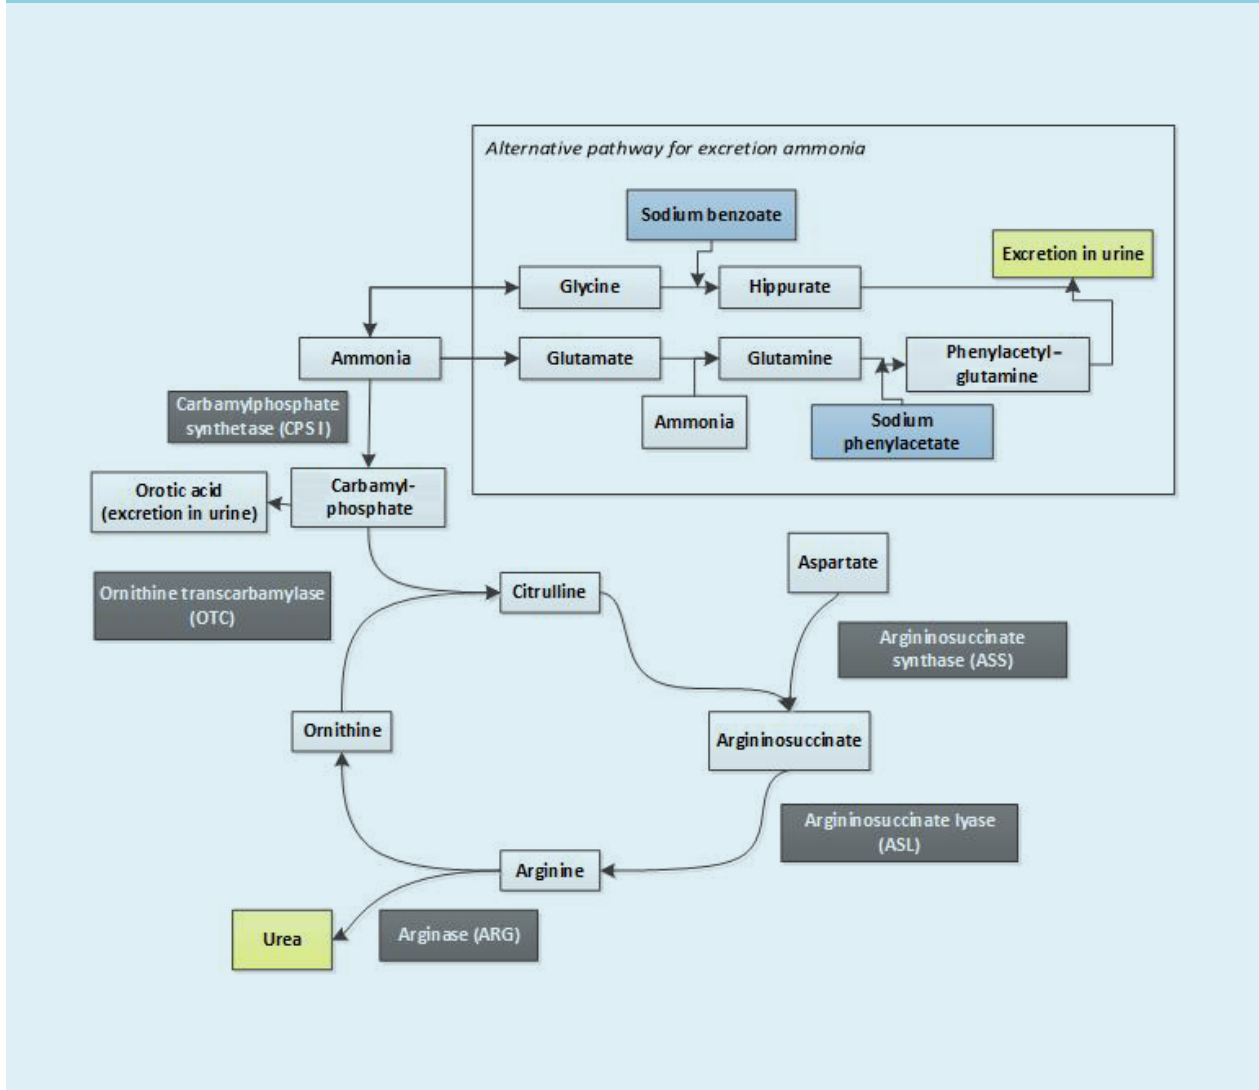 Alternative pathway for excretion ammonia
Sodium benzoate
Excretion in urine
Glycine
Hippurate
Ammonia
Glutamate
Glutamine
Phenylacetyl–
glutamine
Carbamylphosphate
synthetase (CPS I)
Ammonia
Sodium
phenylacetate
Orotic acid
(excretion in urine)
Carbamyl-
phosphate
Aspartate
Ornithine transcarbamylase
(OTC)
Citrulline
Argininosuccinate
synthase (ASS)
Ornithine
Argininosuccinate
Argininosuccinate lyase
(ASL)
Arginine
Urea
Arginase (ARG)